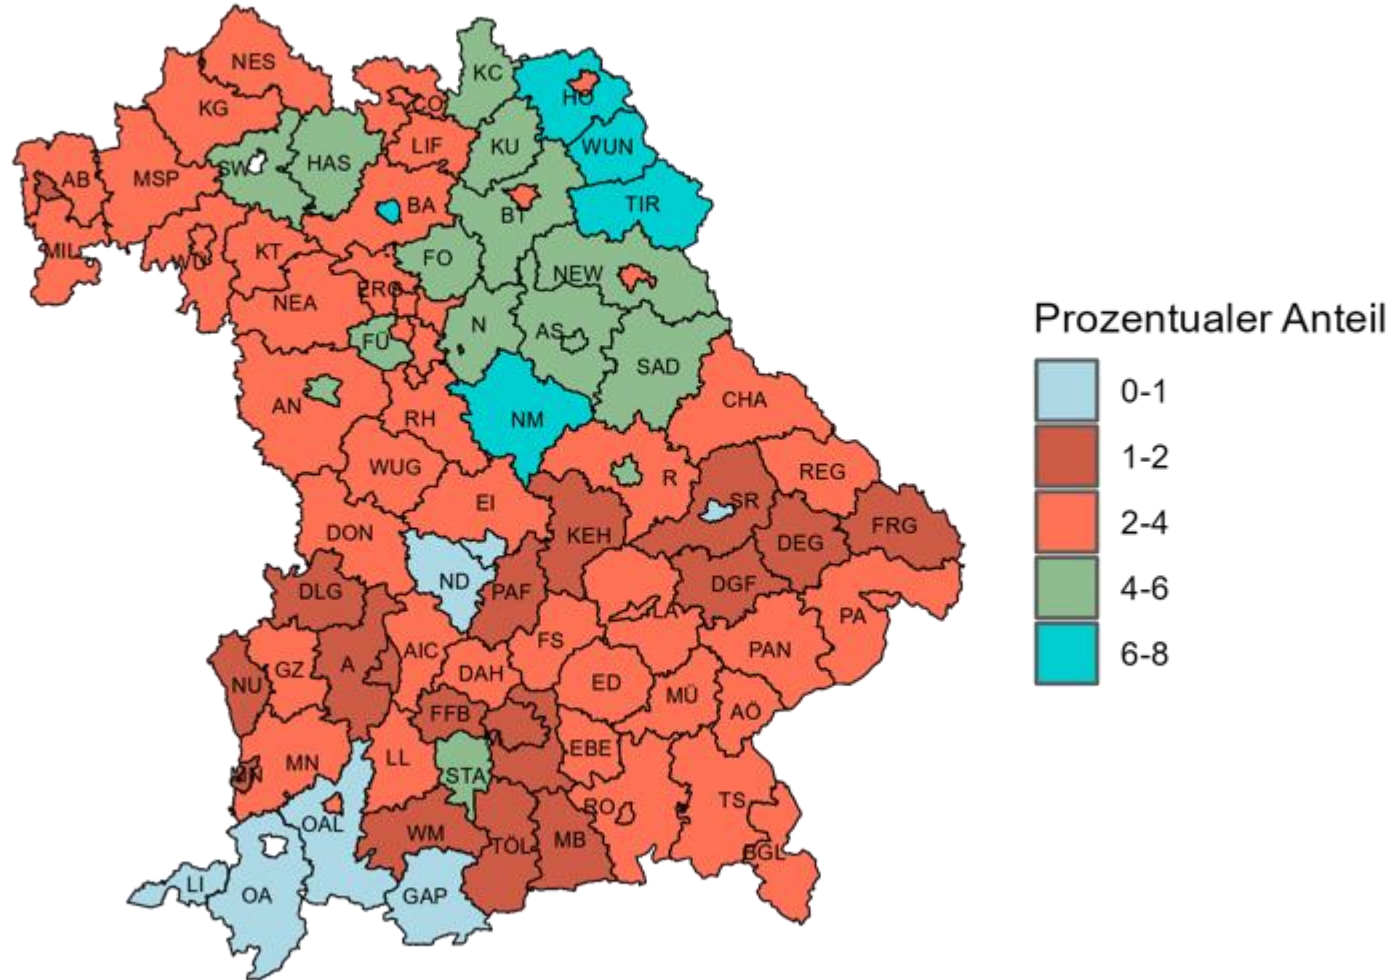 NES
KC
KG
CO
HO
LIF
KU
WUN
SW
HAS
AB
MSP
BA
BT
TIR
MIL
WÜ
KT
FO
NEW
NEA
ERH
FÜ
N
AS
SAD
AN
RH
NM
CHA
WUG
R
REG
EI
SR
FRG
DON
KEH
DEG
ND
DLG
PAF
DGF
LA
PA
FS
PAN
AIC
A
GZ
DAH
NU
ED
MÜ
AÖ
FFB
M
EBE
MN
LL
STA
MN
RO
TS
OAL
WM
TÖL
MB
BGL
LI
OA
GAP
Prozentualer Anteil
0-1
1-2
2-4
4-6
6-8